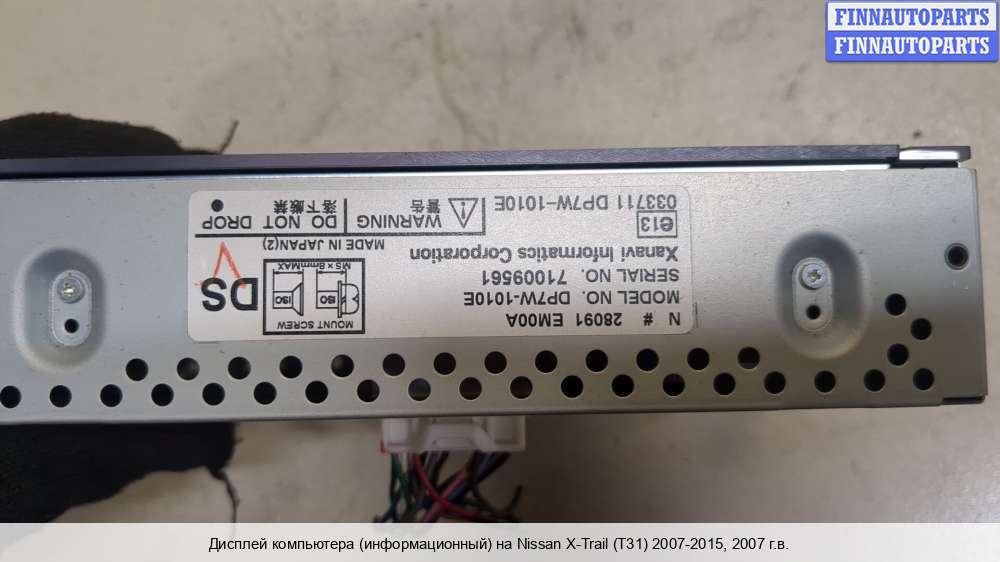 FINNAUTOPARTS
FINNAUTOPARTS
N # 28091 EM00A
MODEL NO. DP7W-1010E
SERIAL NO. 71009561
Xanavi Informatics Corporation
e13
033711 DP7W-1010E
MOUNT SCREW
ISO
ISO
M5×8mmMAX
DS
MADE IN JAPAN(2)
WARNING
警告
DO NOT DROP
落下厳禁
Дисплей компьютера (информационный) на Nissan X-Trail (T31) 2007-2015, 2007 г.в.